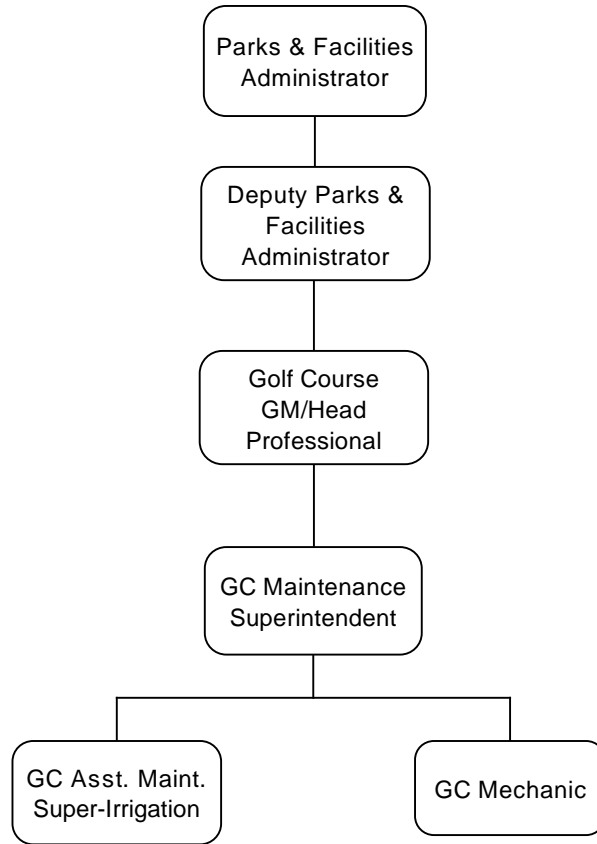 Parks & Facilities
Administrator
Deputy Parks &
Facilities
Administrator
Golf Course
GM/Head
Professional
GC Maintenance
Superintendent
GC Asst. Maint.
Super-Irrigation
GC Mechanic